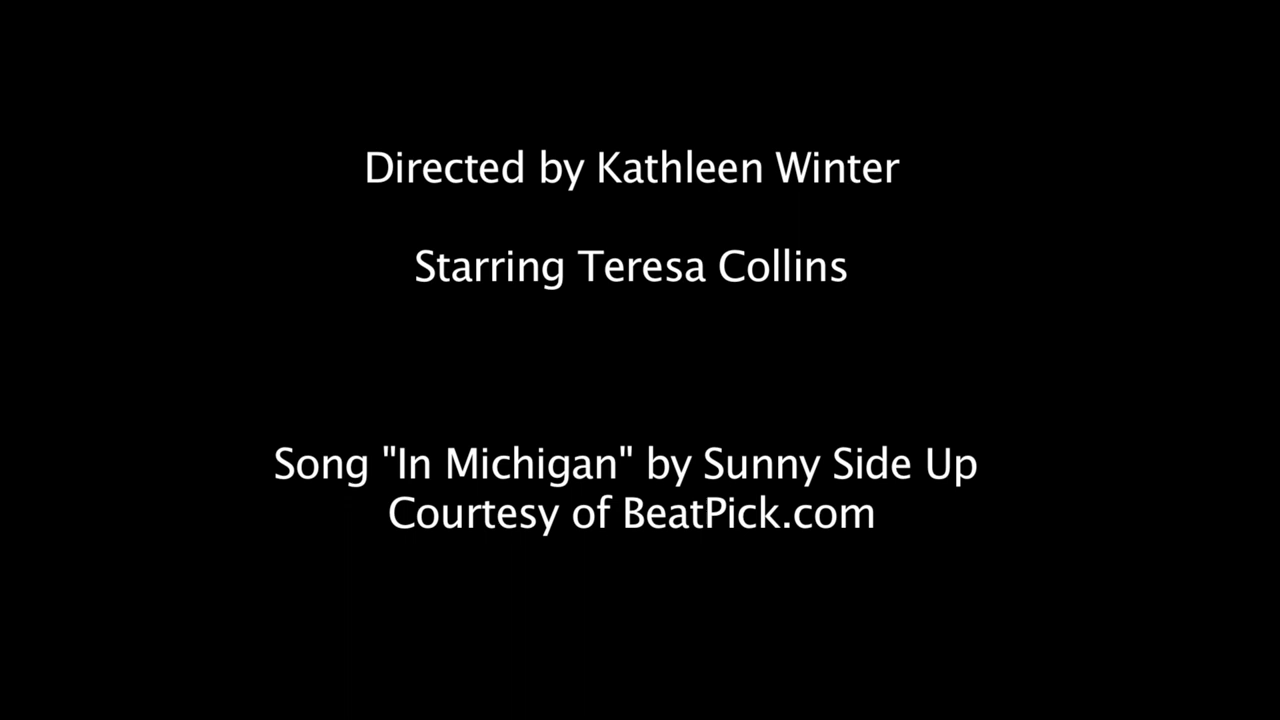 Directed by Kathleen Winter
Starring Teresa Collins
Song "In Michigan" by Sunny Side Up
Courtesy of BeatPick.com